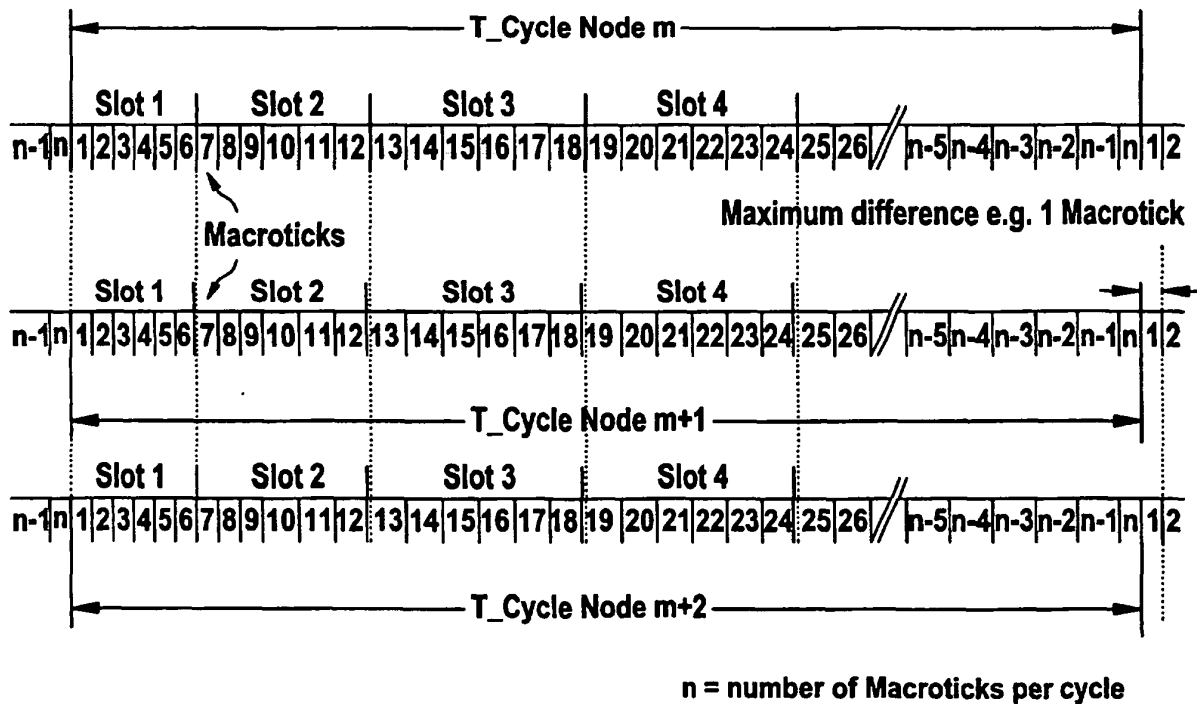 T_Cycle Node m
Slot 1 Slot 2 Slot 3 Slot 4
n-1 n 1 2 3 4 5 6 7 8 9 10 11 12 13 14 15 16 17 18 19 20 21 22 23 24 25 26 n-5 n-4 n-3 n-2 n-1 n 1 2
Maximum difference e.g. 1 Macrotick
Macroticks
Slot 1 Slot 2 Slot 3 Slot 4
n-1 n 1 2 3 4 5 6 7 8 9 10 11 12 13 14 15 16 17 18 19 20 21 22 23 24 25 26 n-5 n-4 n-3 n-2 n-1 n 1 2
T_Cycle Node m+1
Slot 1 Slot 2 Slot 3 Slot 4
n-1 n 1 2 3 4 5 6 7 8 9 10 11 12 13 14 15 16 17 18 19 20 21 22 23 24 25 26 n-5 n-4 n-3 n-2 n-1 n 1 2
T_Cycle Node m+2
n = number of Macroticks per cycle